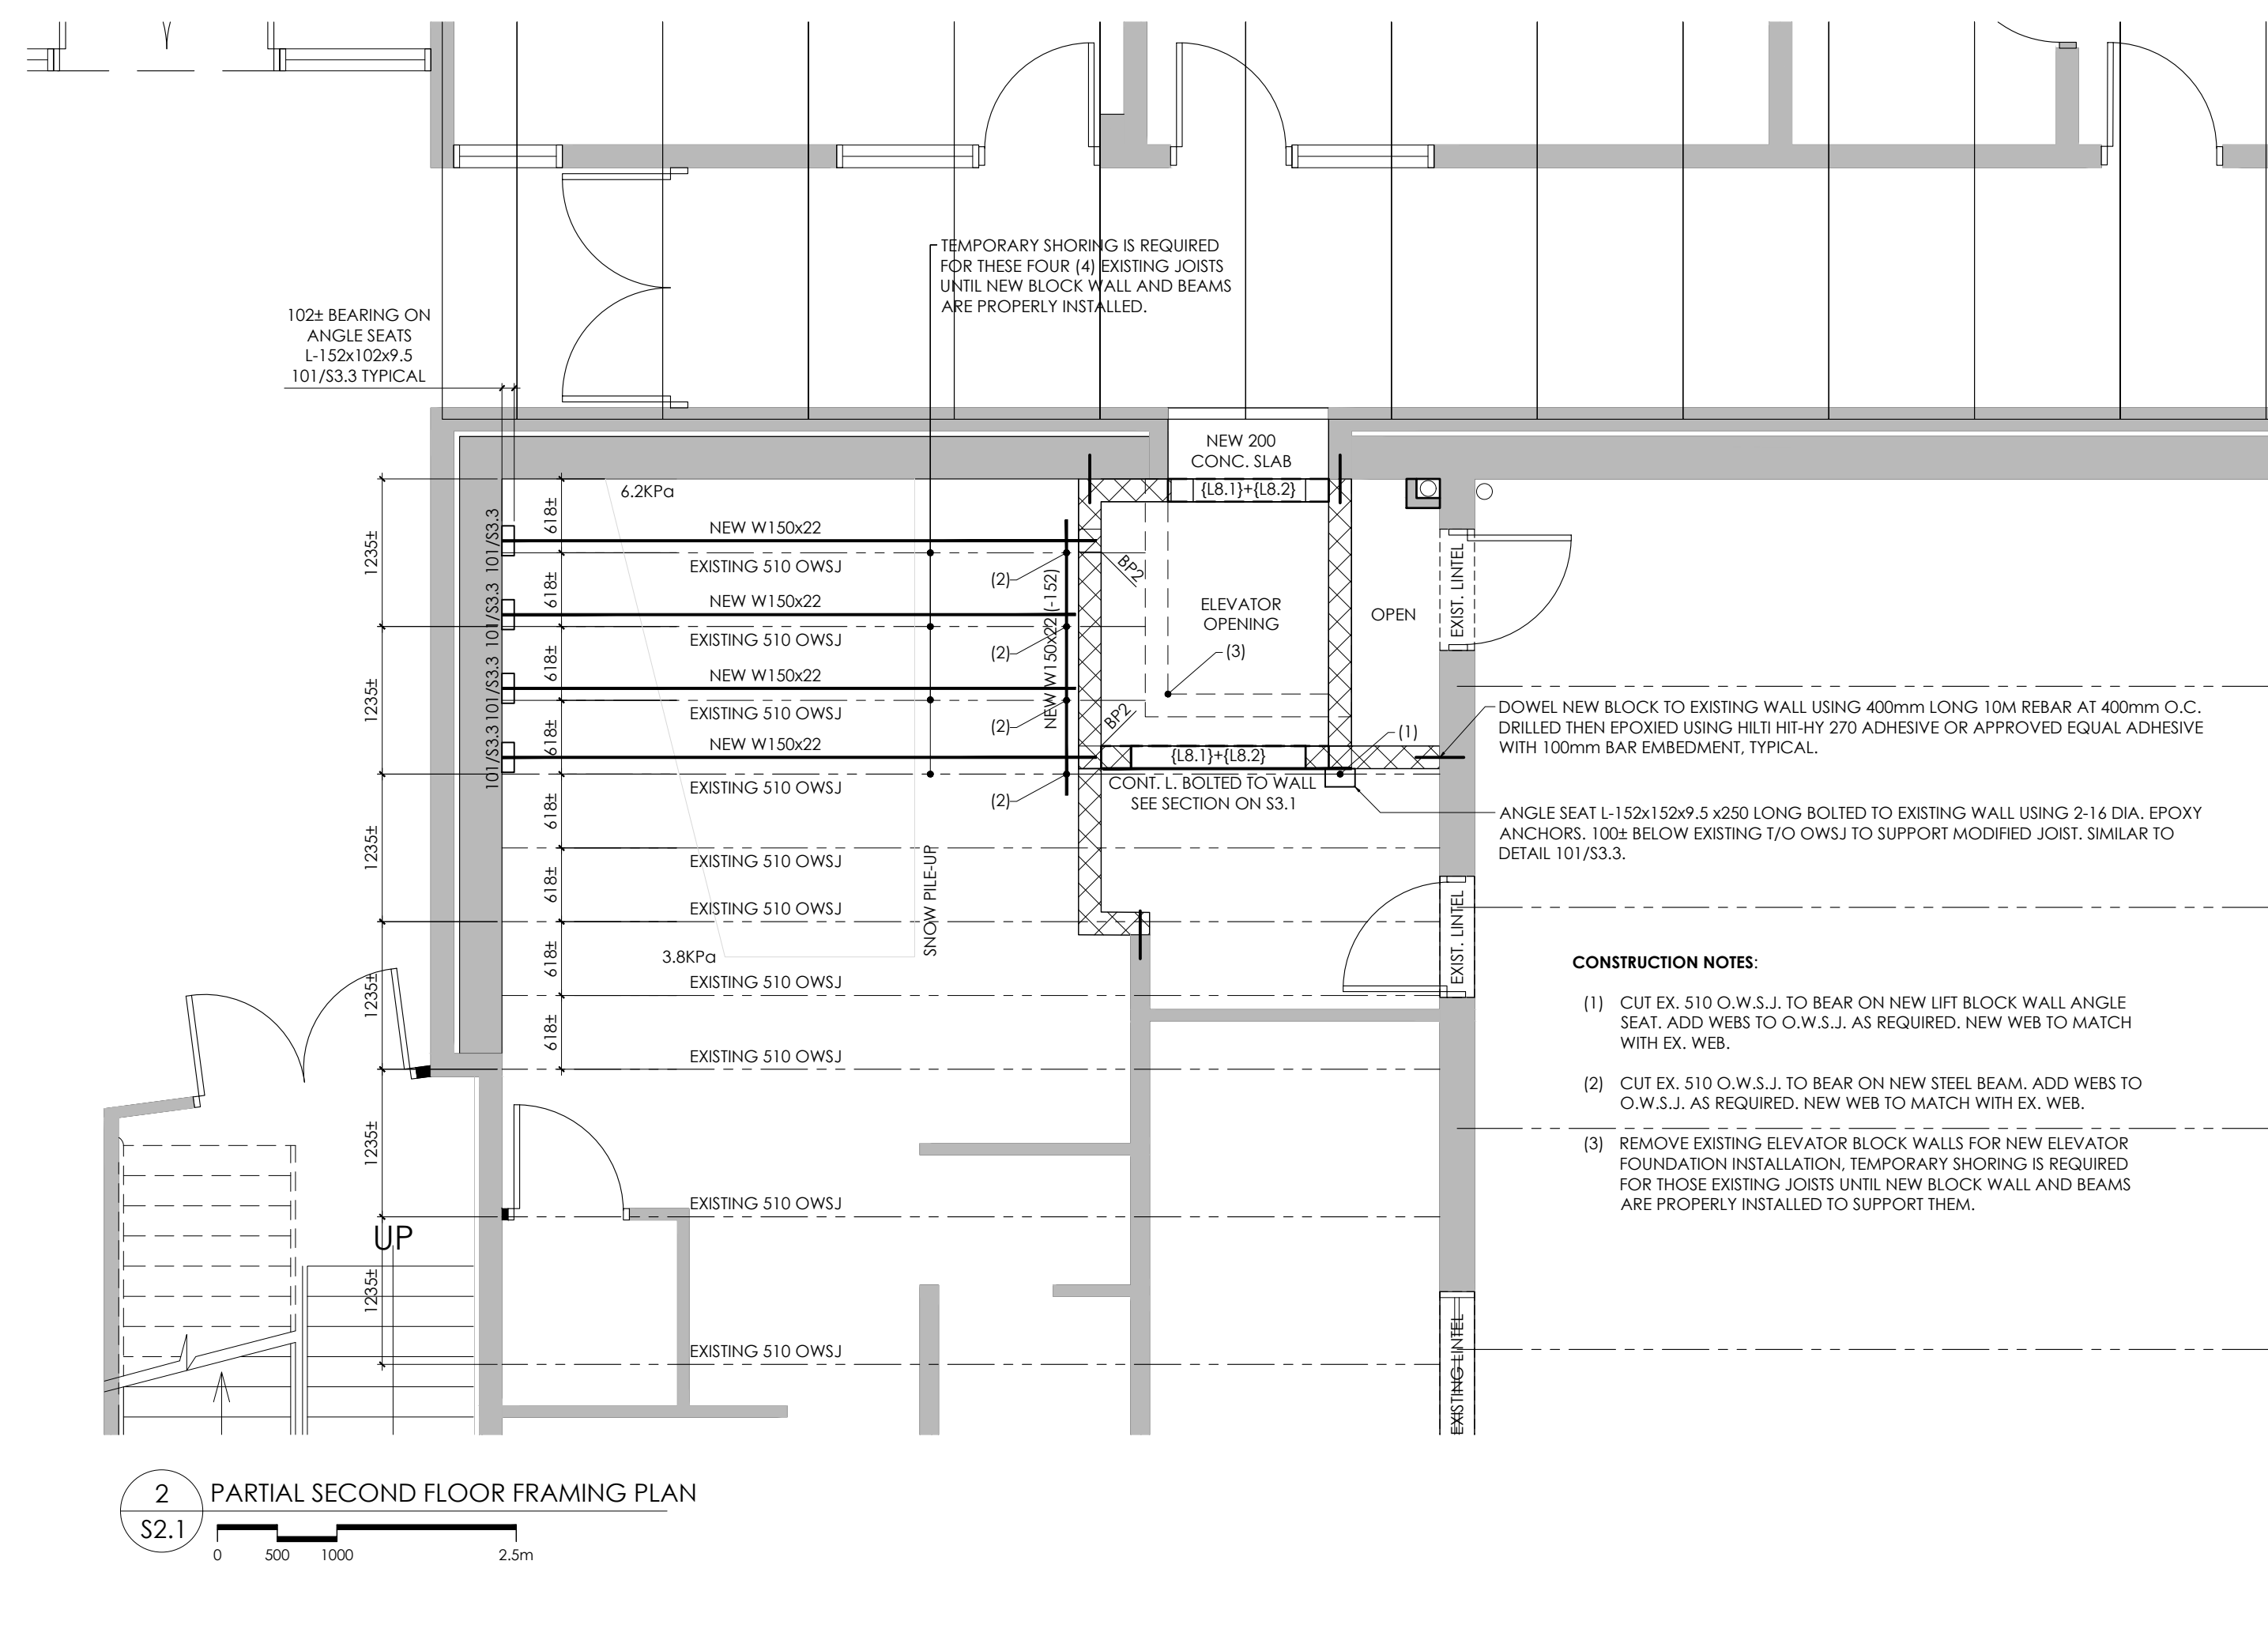 TEMPORARY SHORING IS REQUIRED
FOR THESE FOUR (4) EXISTING JOISTS
UNTIL NEW BLOCK WALL AND BEAMS
ARE PROPERLY INSTALLED.
102± BEARING ON
ANGLE SEATS
L-152x102x9.5
101/S3.3 TYPICAL
NEW 200
CONC. SLAB
{L8.1}+{L8.2}
6.2KPa
1235±
1235±
1235±
1235±
1235±
1235±
618±
618±
618±
618±
618±
618±
618±
618±
101/S3.3
101/S3.3
101/S3.3
101/S3.3
NEW W150x22
EXISTING 510 OWSJ
NEW W150x22
EXISTING 510 OWSJ
NEW W150x22
EXISTING 510 OWSJ
NEW W150x22
EXISTING 510 OWSJ
EXISTING 510 OWSJ
EXISTING 510 OWSJ
3.8KPa
EXISTING 510 OWSJ
EXISTING 510 OWSJ
EXISTING 510 OWSJ
EXISTING 510 OWSJ
SNOW PILE-UP
(2)
(2)
(2)
(2)
NEW W150x22 (-152)
BP2
BP2
ELEVATOR
OPENING
(3)
OPEN
(1)
{L8.1}+{L8.2}
CONT. L. BOLTED TO WALL
SEE SECTION ON S3.1
EXIST. LINTEL
EXIST. LINTEL
EXISTING LINTEL
DOWEL NEW BLOCK TO EXISTING WALL USING 400mm LONG 10M REBAR AT 400mm O.C.
DRILLED THEN EPOXIED USING HILTI HIT-HY 270 ADHESIVE OR APPROVED EQUAL ADHESIVE
WITH 100mm BAR EMBEDMENT, TYPICAL.
ANGLE SEAT L-152x152x9.5 x250 LONG BOLTED TO EXISTING WALL USING 2-16 DIA. EPOXY
ANCHORS. 100± BELOW EXISTING T/O OWSJ TO SUPPORT MODIFIED JOIST. SIMILAR TO
DETAIL 101/S3.3.
CONSTRUCTION NOTES:
(1) CUT EX. 510 O.W.S.J. TO BEAR ON NEW LIFT BLOCK WALL ANGLE
SEAT. ADD WEBS TO O.W.S.J. AS REQUIRED. NEW WEB TO MATCH
WITH EX. WEB.
(2) CUT EX. 510 O.W.S.J. TO BEAR ON NEW STEEL BEAM. ADD WEBS TO
O.W.S.J. AS REQUIRED. NEW WEB TO MATCH WITH EX. WEB.
(3) REMOVE EXISTING ELEVATOR BLOCK WALLS FOR NEW ELEVATOR
FOUNDATION INSTALLATION, TEMPORARY SHORING IS REQUIRED
FOR THOSE EXISTING JOISTS UNTIL NEW BLOCK WALL AND BEAMS
ARE PROPERLY INSTALLED TO SUPPORT THEM.
UP
2
S2.1
PARTIAL SECOND FLOOR FRAMING PLAN
0 500 1000 2.5m